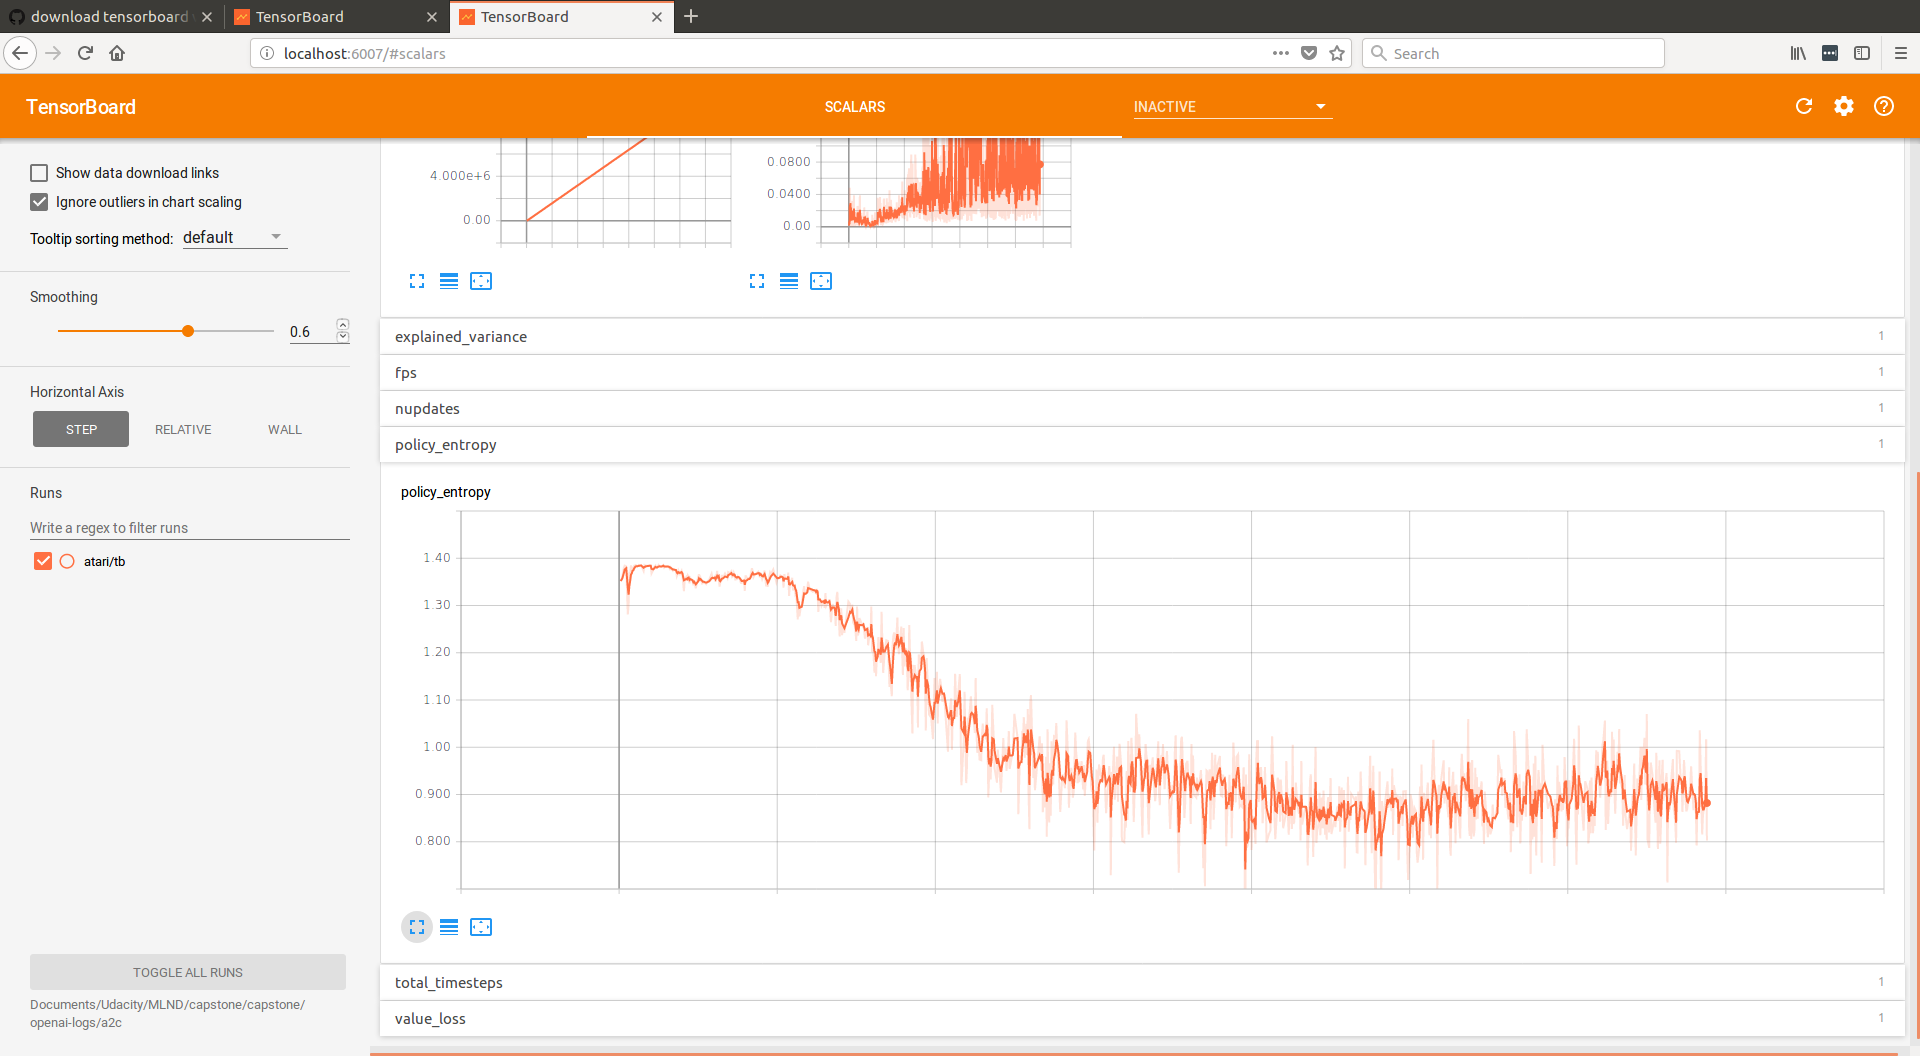 download tensorboard
TensorBoard
TensorBoard
localhost:6007/#scalars
Search
TensorBoard
SCALARS
INACTIVE
Show data download links
Ignore outliers in chart scaling
Tooltip sorting method: default
Smoothing
0.6
Horizontal Axis
STEP
RELATIVE
WALL
Runs
Write a regex to filter runs
atari/tb
TOGGLE ALL RUNS
Documents/Udacity/MLND/capstone/capstone/
openai-logs/a2c
4.000e+6
0.00
0.0800
0.0400
0.00
explained_variance 1
fps 1
nupdates 1
policy_entropy 1
policy_entropy
1.40
1.30
1.20
1.10
1.00
0.900
0.800
total_timesteps 1
value_loss 1